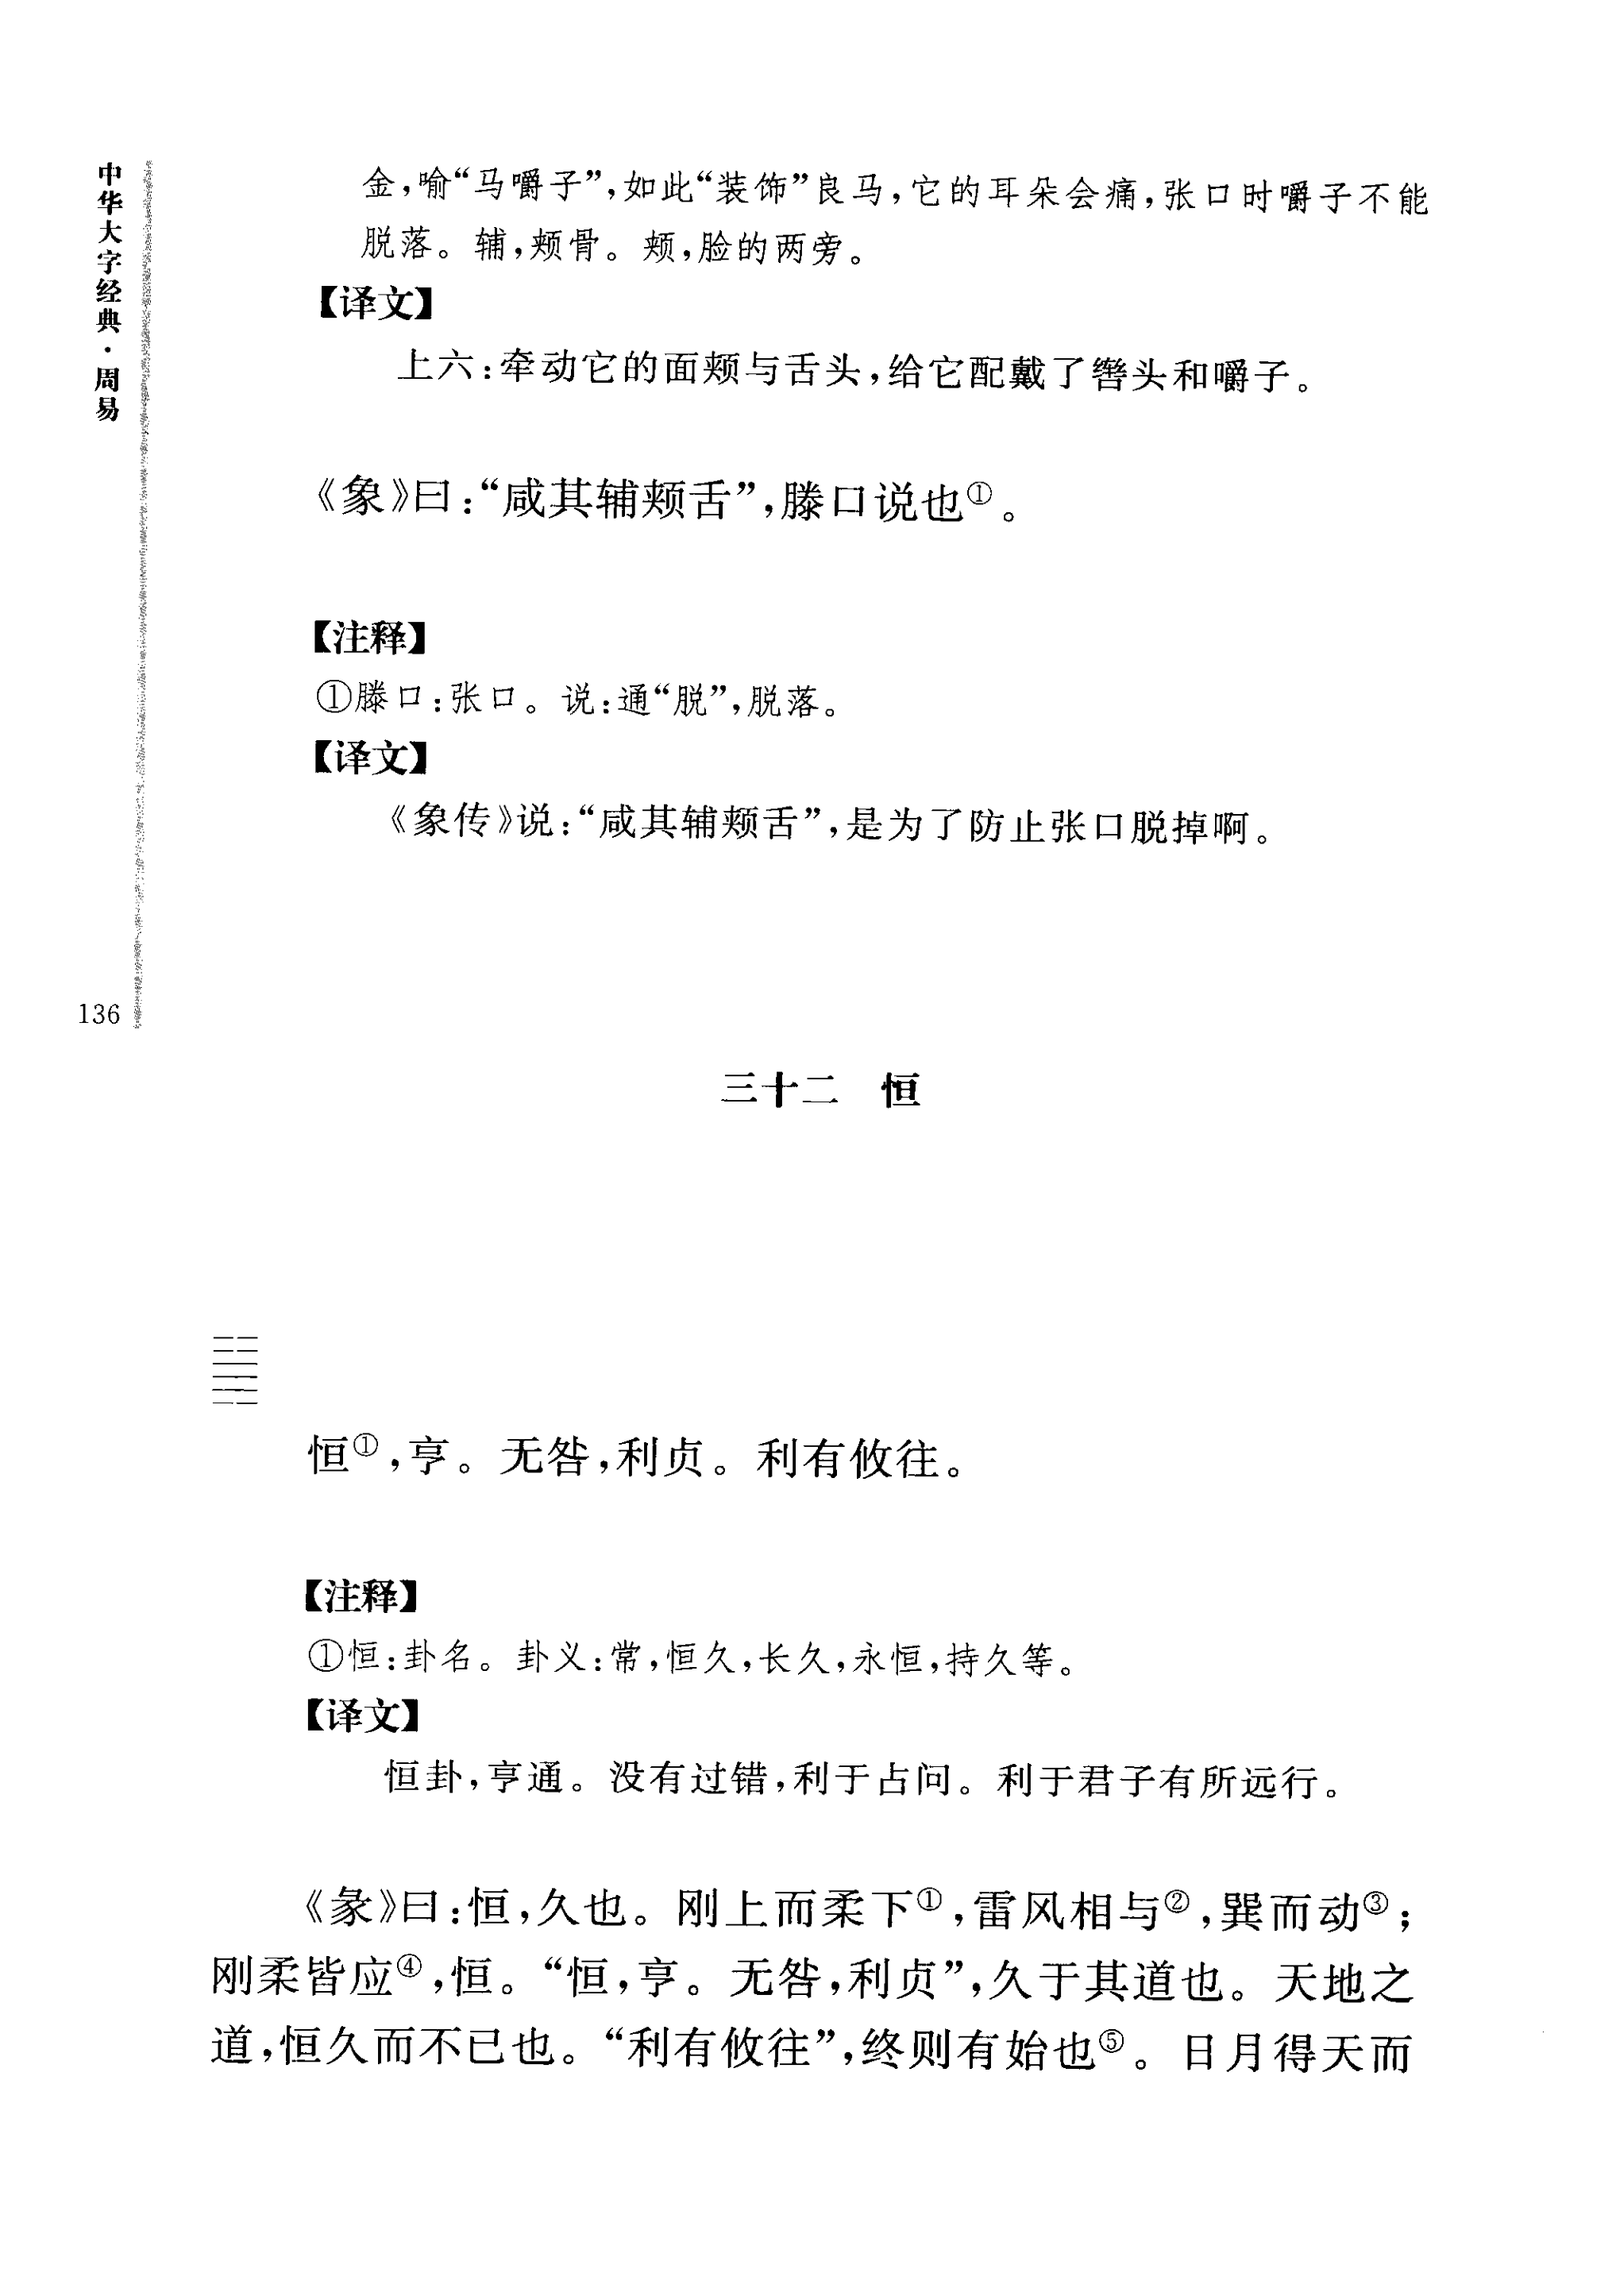 中华大字经典·周易
136
金，喻“马嚼子”，如此“装饰”良马，它的耳朵会痛，张口时嚼子不能
脱落。辅，颊骨。颊，脸的两旁。
【译文】
上六：牵动它的面颊与舌头，给它配戴了辔头和嚼子。
《象》曰：“咸其辅颊舌”，滕口说也①。
【注释】
①滕口：张口。说：通“脱”，脱落。
【译文】
《象传》说：“咸其辅颊舌”，是为了防止张口脱掉啊。
三十二　恒
恒①，亨。无咎，利贞。利有攸往。
【注释】
①恒：卦名。卦义：常，恒久，长久，永恒，持久等。
【译文】
恒卦，亨通。没有过错，利于占问。利于君子有所远行。
《彖》曰：恒，久也。刚上而柔下①，雷风相与②，巽而动③；
刚柔皆应④，恒。“恒，亨。无咎，利贞”，久于其道也。天地之
道，恒久而不已也。“利有攸往”，终则有始也⑤。日月得天而